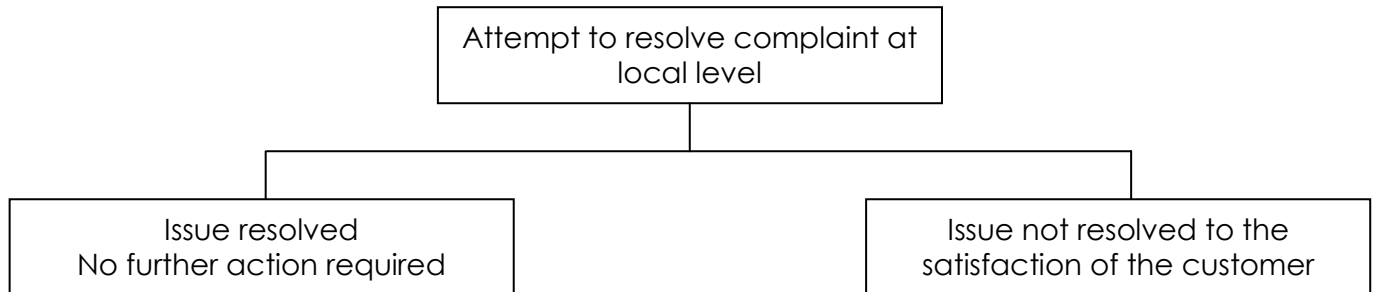 Attempt to resolve complaint at
local level
Issue resolved
No further action required
Issue not resolved to the
satisfaction of the customer